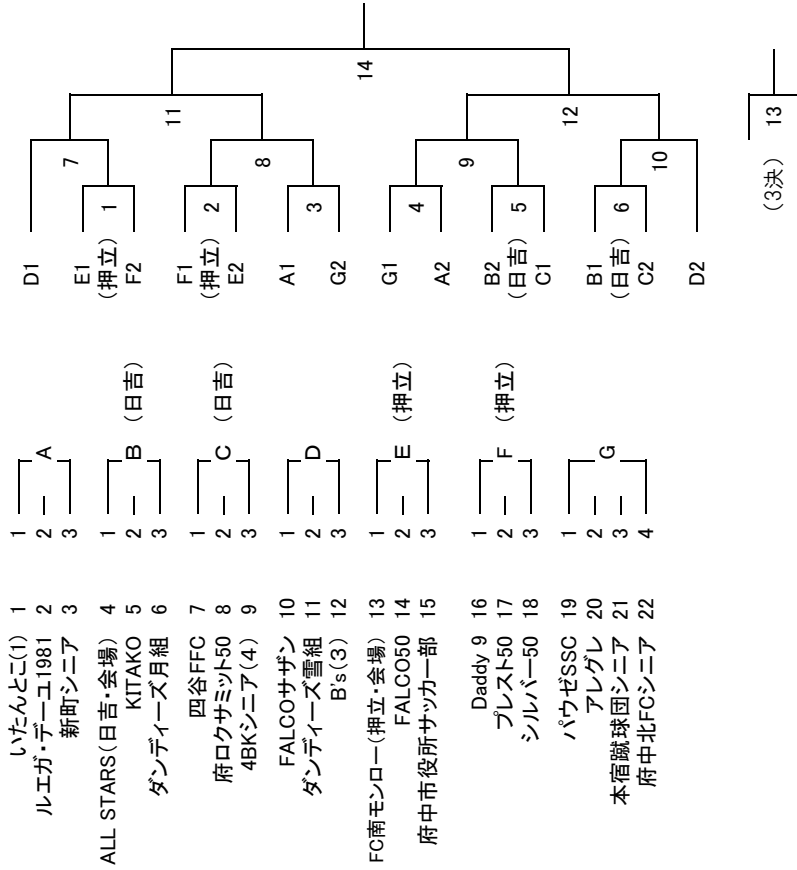 14
11
12
7
8
9
10
13
1
2
3
4
5
6
(3決)
D1
E1
(押立)
F2
F1
(押立)
E2
A1
G2
G1
A2
B2
(日吉)
C1
B1
(日吉)
C2
D2
いたんとこ(1) 1 1
ルエガ・デーユ1981 2 2 A
新町シニア 3 3
ALL STARS(日吉・会場) 4 1
KITAKO 5 2 B (日吉)
ダンディーズ月組 6 3
四谷FFC 7 1
府ロクサミット50 8 2 C (日吉)
4BKシニア(4) 9 3
FALCOサザン 10 1
ダンディーズ雪組 11 2 D
B's(3) 12 3
FC南モンロー(押立・会場) 13 1
FALCO50 14 2 E (押立)
府中市役所サッカー部 15 3
Daddy 9 16 1
プレスト50 17 2 F (押立)
シルバー50 18 3
パウゼSSC 19 1
アレグレ 20 2 G
本宿蹴球団シニア 21 3
府中北FCシニア 22 4